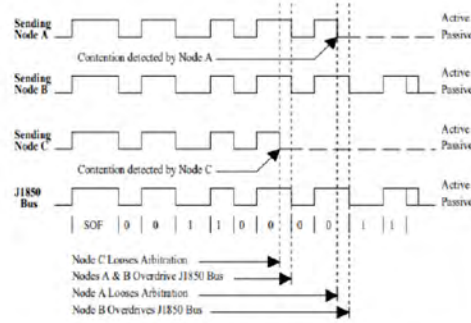 Sending Node A
Active
Passive
Contention detected by Node A
Sending Node B
Active
Passive
Sending Node C
Active
Passive
Contention detected by Node C
J1850 Bus
Active
Passive
SOF 0 0 1 1 0 0 0 0 1 1
Node C Looses Arbitration
Nodes A & B Overdrive J1850 Bus
Node A Looses Arbitration
Node B Overdrives J1850 Bus